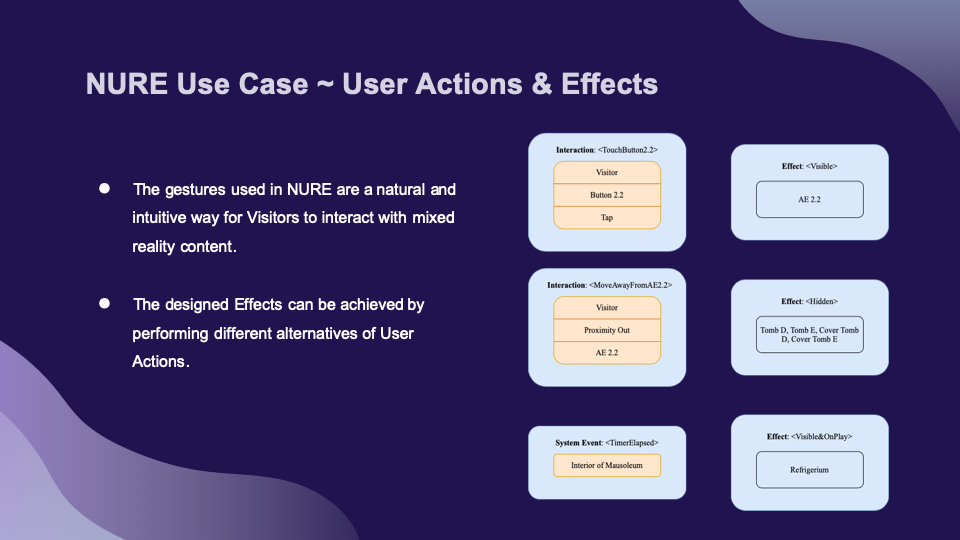 NURE Use Case ~ User Actions & Effects
● The gestures used in NURE are a natural and
intuitive way for Visitors to interact with mixed
reality content.
● The designed Effects can be achieved by
performing different alternatives of User
Actions.
Interaction: <TouchButton2.2>
Visitor
Button 2.2
Tap
Effect: <Visible>
AE 2.2
Interaction: <MoveAwayFromAE2.2>
Visitor
Proximity Out
AE 2.2
Effect: <Hidden>
Tomb D, Tomb E, Cover Tomb
D, Cover Tomb E
System Event: <TimerElapsed>
Interior of Mausoleum
Effect: <Visible&OnPlay>
Refrigerium